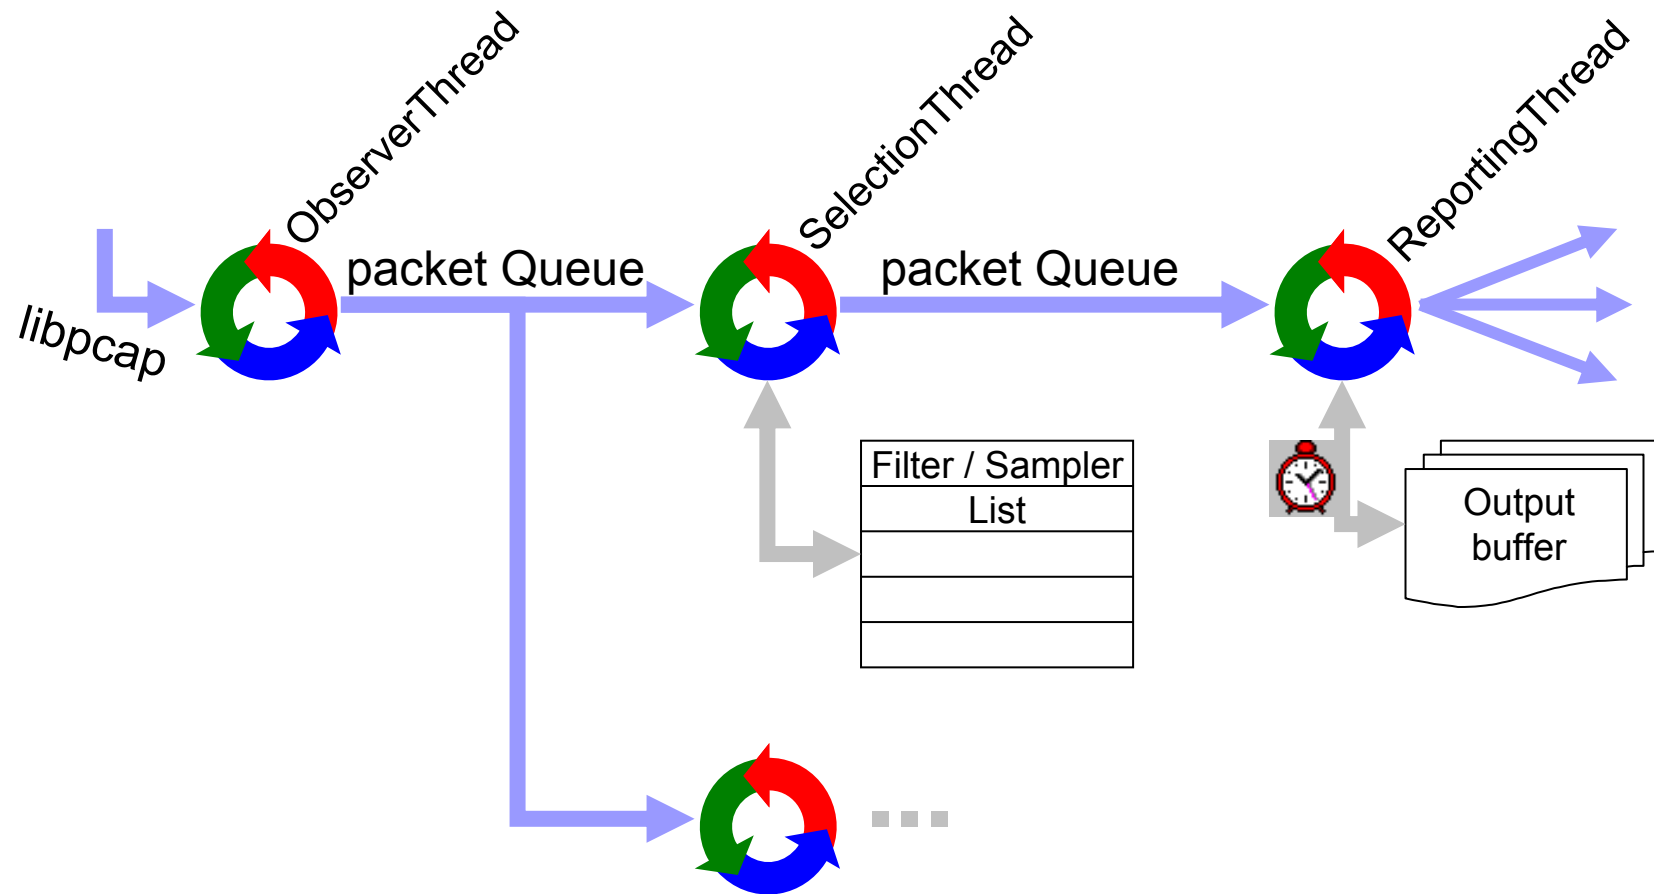 ObserverThread
SelectionThread
ReportingThread
libpcap
packet Queue
packet Queue
Filter / Sampler
List
Output
buffer